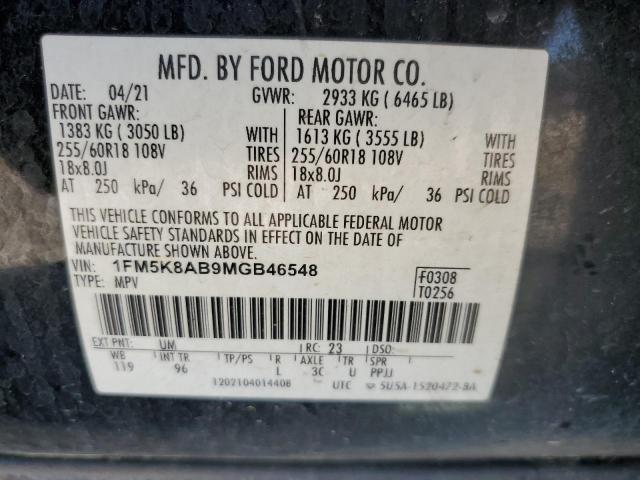 MFD. BY FORD MOTOR CO.
DATE: 04/21 GVWR: 2933 KG ( 6465 LB)
FRONT GAWR: REAR GAWR:
1383 KG ( 3050 LB) WITH 1613 KG ( 3555 LB) WITH
255/60R18 108V TIRES 255/60R18 108V TIRES
18x8.0J RIMS 18x8.0J RIMS
AT 250 kPa/ 36 PSI COLD AT 250 kPa/ 36 PSI COLD
THIS VEHICLE CONFORMS TO ALL APPLICABLE FEDERAL MOTOR
VEHICLE SAFETY STANDARDS IN EFFECT ON THE DATE OF
MANUFACTURE SHOWN ABOVE.
VIN: 1FM5K8AB9MGB46548 F0308
TYPE: MPV T0256
EXT PNT: UM RC: 23 DSO:
WB INT TR TP/PS R AXLE TR SPR
119 96 L 3C U PPJJ
1202104014408 UTC 5U5A-1520472-BA